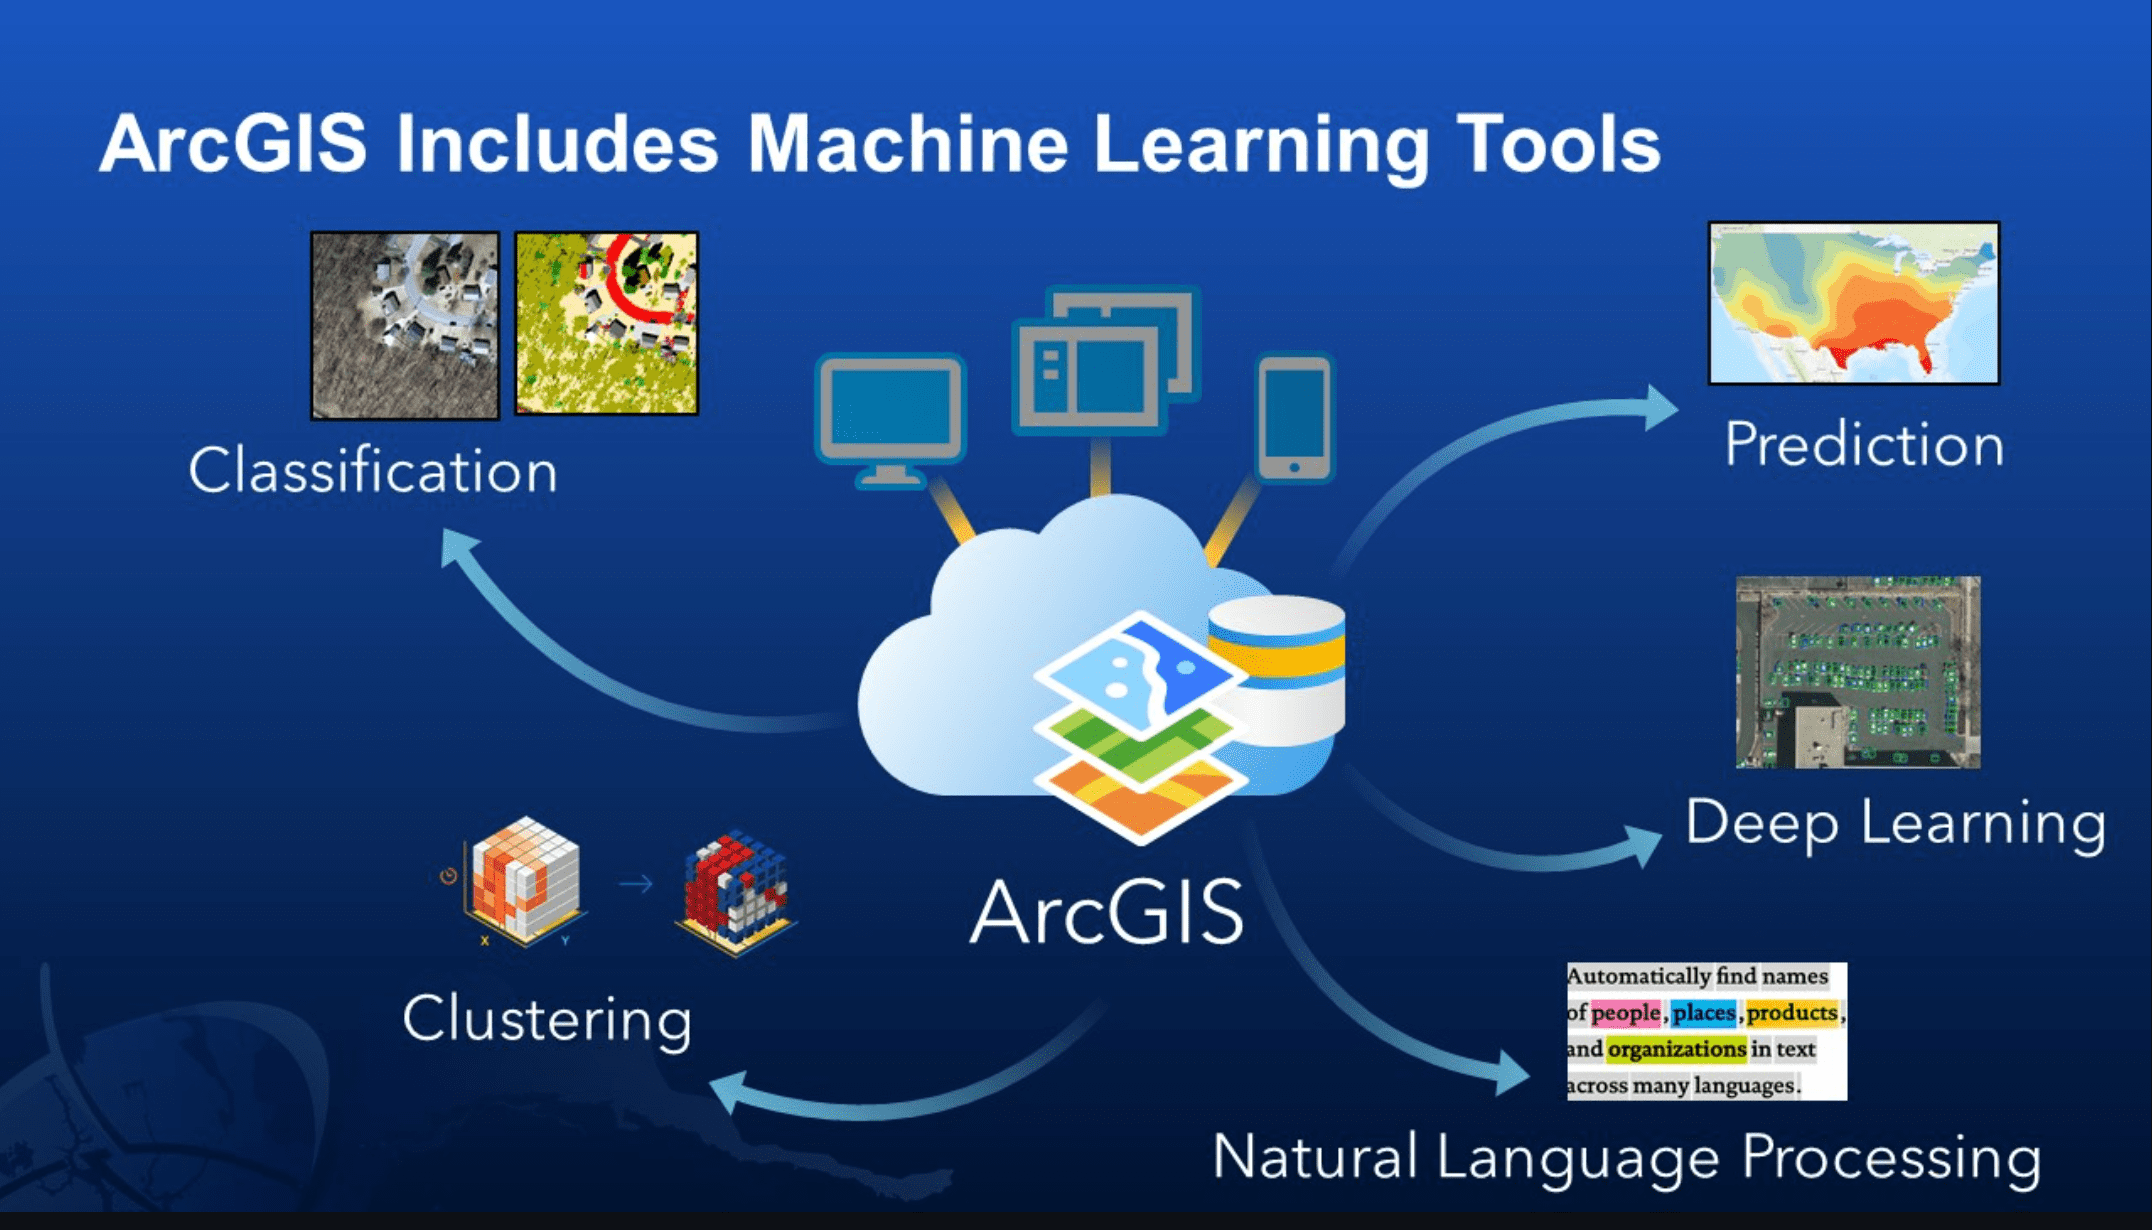 ArcGIS Includes Machine Learning Tools
Classification
Prediction
Deep Learning
X
Y
ArcGIS
Clustering
Automatically find names
of people, places, products,
and organizations in text
across many languages.
Natural Language Processing